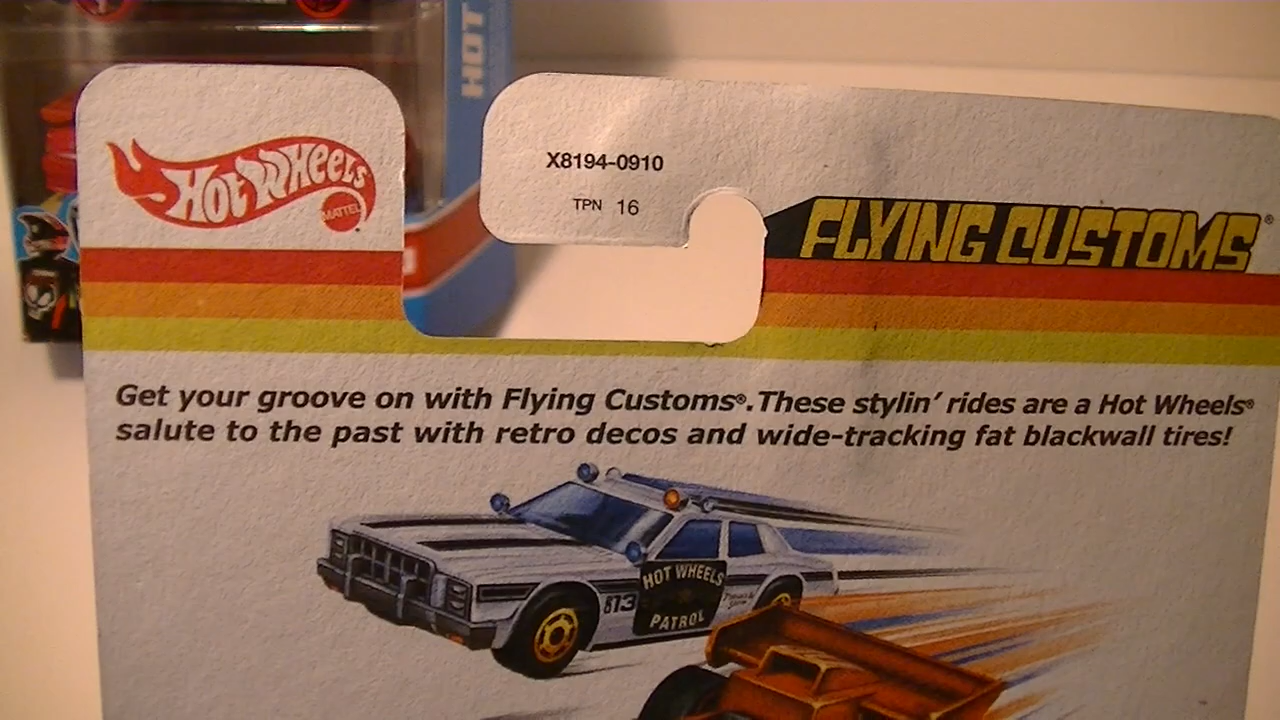 HOT
HOT WHEELS
MATTEL
X8194-0910
TPN 16
FLYING CUSTOMS®
Get your groove on with Flying Customs®. These stylin' rides are a Hot Wheels®
salute to the past with retro decos and wide-tracking fat blackwall tires!
HOT WHEELS
PATROL